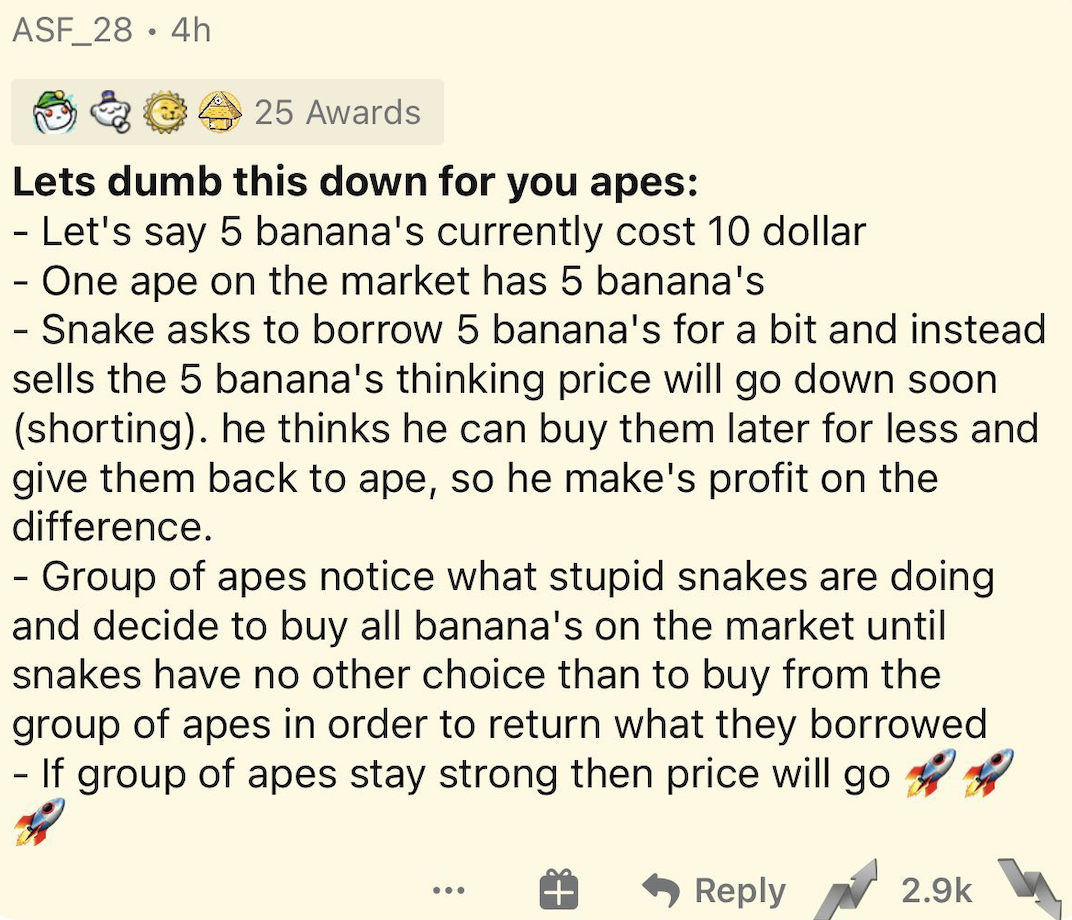 ASF_28 • 4h
25 Awards
Lets dumb this down for you apes:
- Let's say 5 banana's currently cost 10 dollar
- One ape on the market has 5 banana's
- Snake asks to borrow 5 banana's for a bit and instead
sells the 5 banana's thinking price will go down soon
(shorting). he thinks he can buy them later for less and
give them back to ape, so he make's profit on the
difference.
- Group of apes notice what stupid snakes are doing
and decide to buy all banana's on the market until
snakes have no other choice than to buy from the
group of apes in order to return what they borrowed
- If group of apes stay strong then price will go 🚀🚀
🚀
... Reply 2.9k